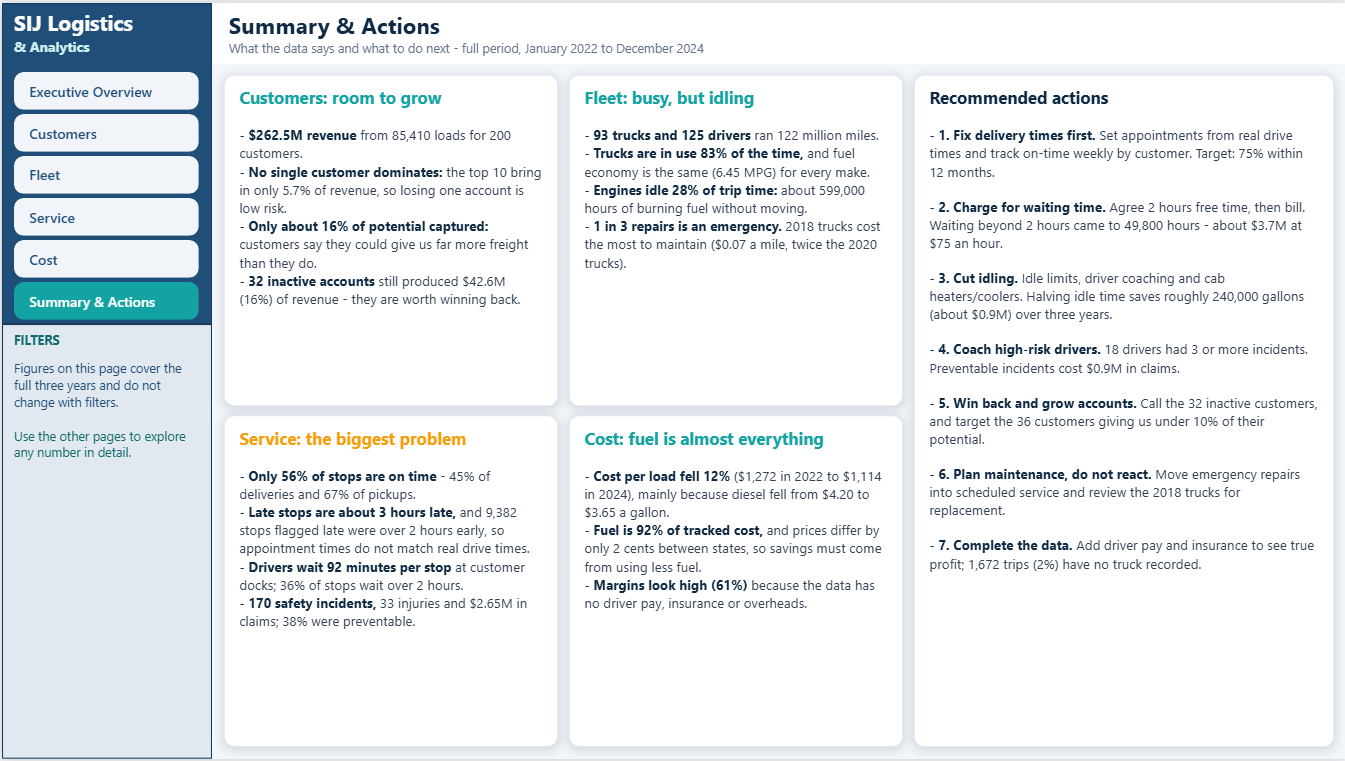 SIJ Logistics
& Analytics
Executive Overview
Customers
Fleet
Service
Cost
Summary & Actions
FILTERS
Figures on this page cover the
full three years and do not
change with filters.
Use the other pages to explore
any number in detail.
Summary & Actions
What the data says and what to do next - full period, January 2022 to December 2024
Customers: room to grow
- $262.5M revenue from 85,410 loads for 200
customers.
- No single customer dominates: the top 10 bring
in only 5.7% of revenue, so losing one account is
low risk.
- Only about 16% of potential captured:
customers say they could give us far more freight
than they do.
- 32 inactive accounts still produced $42.6M
(16%) of revenue - they are worth winning back.
Fleet: busy, but idling
- 93 trucks and 125 drivers ran 122 million miles.
- Trucks are in use 83% of the time, and fuel
economy is the same (6.45 MPG) for every make.
- Engines idle 28% of trip time: about 599,000
hours of burning fuel without moving.
- 1 in 3 repairs is an emergency. 2018 trucks cost
the most to maintain ($0.07 a mile, twice the 2020
trucks).
Service: the biggest problem
- Only 56% of stops are on time - 45% of
deliveries and 67% of pickups.
- Late stops are about 3 hours late, and 9,382
stops flagged late were over 2 hours early, so
appointment times do not match real drive times.
- Drivers wait 92 minutes per stop at customer
docks; 36% of stops wait over 2 hours.
- 170 safety incidents, 33 injuries and $2.65M in
claims; 38% were preventable.
Cost: fuel is almost everything
- Cost per load fell 12% ($1,272 in 2022 to $1,114
in 2024), mainly because diesel fell from $4.20 to
$3.65 a gallon.
- Fuel is 92% of tracked cost, and prices differ by
only 2 cents between states, so savings must come
from using less fuel.
- Margins look high (61%) because the data has
no driver pay, insurance or overheads.
Recommended actions
- 1. Fix delivery times first. Set appointments from real drive
times and track on-time weekly by customer. Target: 75% within
12 months.
- 2. Charge for waiting time. Agree 2 hours free time, then bill.
Waiting beyond 2 hours came to 49,800 hours - about $3.7M at
$75 an hour.
- 3. Cut idling. Idle limits, driver coaching and cab
heaters/coolers. Halving idle time saves roughly 240,000 gallons
(about $0.9M) over three years.
- 4. Coach high-risk drivers. 18 drivers had 3 or more incidents.
Preventable incidents cost $0.9M in claims.
- 5. Win back and grow accounts. Call the 32 inactive customers,
and target the 36 customers giving us under 10% of their
potential.
- 6. Plan maintenance, do not react. Move emergency repairs
into scheduled service and review the 2018 trucks for
replacement.
- 7. Complete the data. Add driver pay and insurance to see true
profit; 1,672 trips (2%) have no truck recorded.